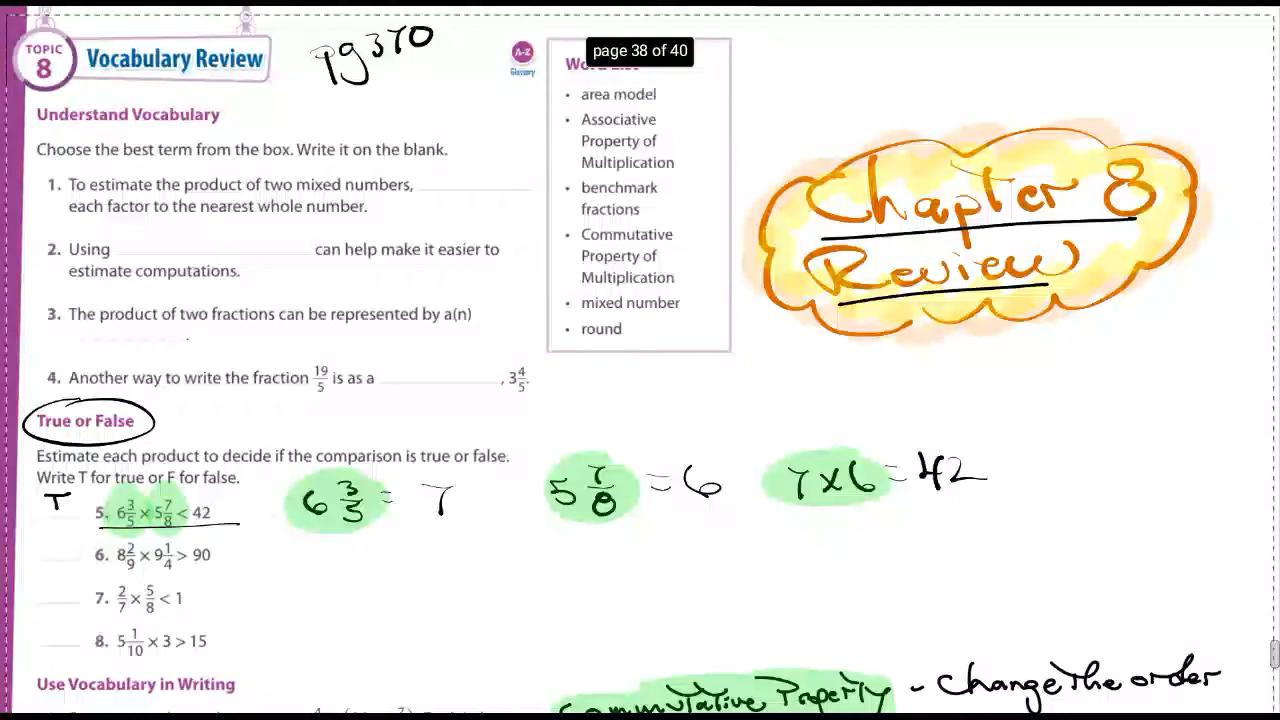 TOPIC
8
Vocabulary Review
pg 370
A-Z
Glossary
page 38 of 40
Understand Vocabulary
Choose the best term from the box. Write it on the blank.
1. To estimate the product of two mixed numbers, ________
each factor to the nearest whole number.
2. Using ________ can help make it easier to
estimate computations.
3. The product of two fractions can be represented by a(n)
________.
4. Another way to write the fraction 19/5 is as a ________, 3 4/5.
• area model
• Associative
Property of
Multiplication
• benchmark
fractions
• Commutative
Property of
Multiplication
• mixed number
• round
Chapter 8
Review
True or False
Estimate each product to decide if the comparison is true or false.
Write T for true or F for false.
T 5. 6 3/5 × 5 7/8 < 42
6 3/5 = 7
5 7/8 = 6
7 x 6 = 42
____ 6. 8 2/9 × 9 1/4 > 90
____ 7. 2/7 × 5/8 < 1
____ 8. 5 1/10 × 3 > 15
Use Vocabulary in Writing
Commutative Property - change the order